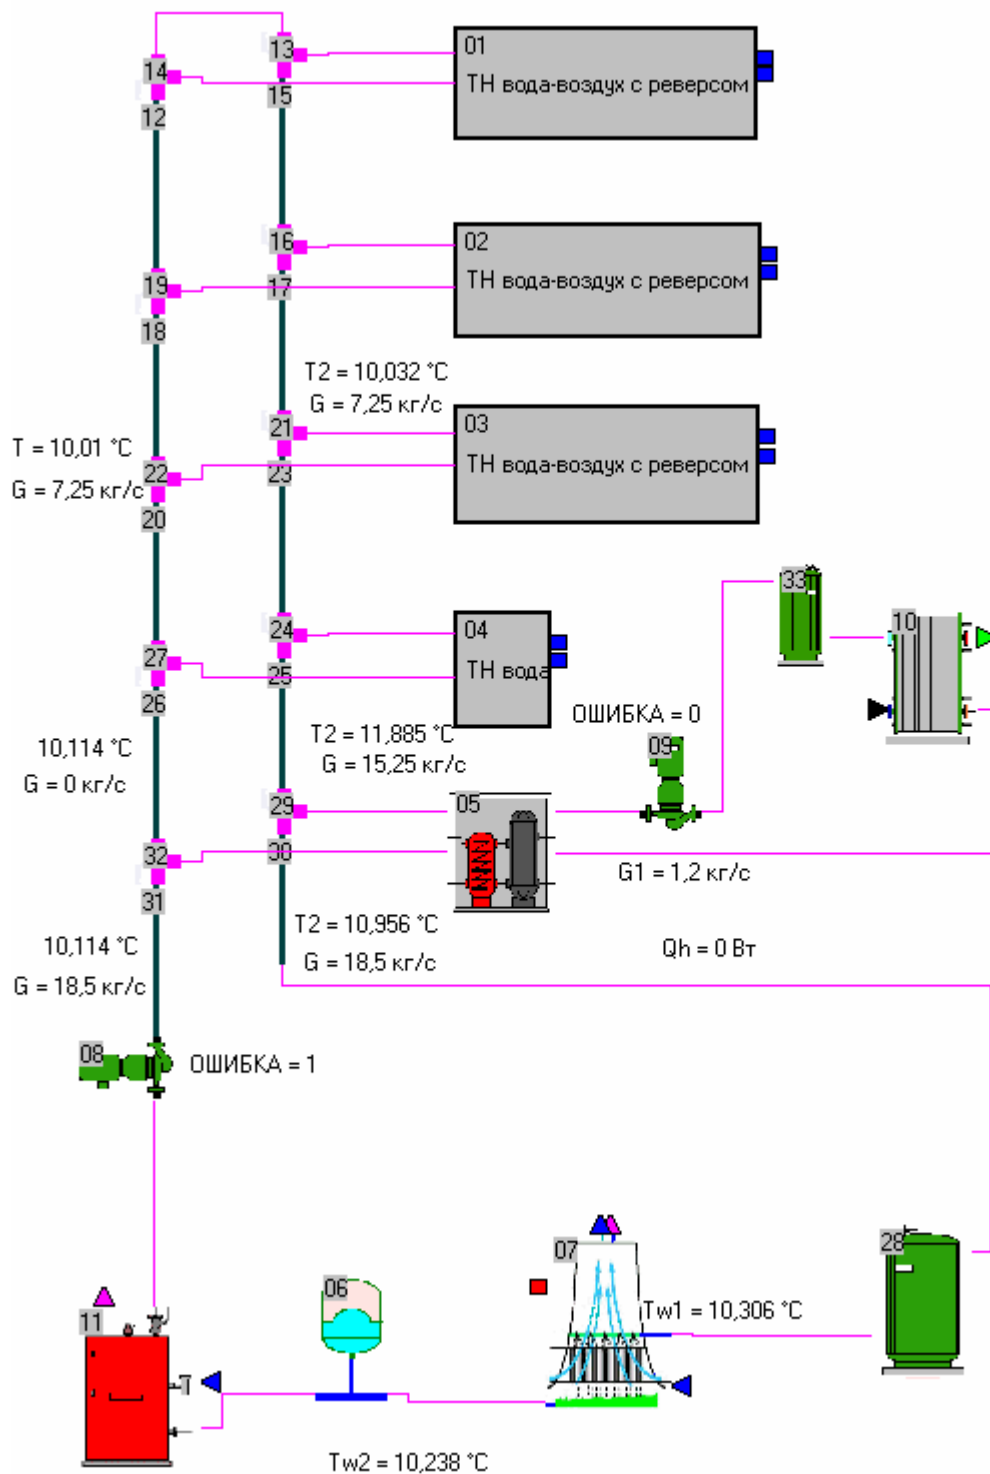 13
01
14
ТН вода-воздух с реверсом
15
12
16
02
19
ТН вода-воздух с реверсом
17
18
T2 = 10,032 °C
G = 7,25 кг/с
21
03
T = 10,01 °C
22
23
ТН вода-воздух с реверсом
G = 7,25 кг/с
20
33
24
04
10
27
25
ТН вода
26
ОШИБКА = 0
T2 = 11,885 °C
10,114 °C
09
G = 15,25 кг/с
G = 0 кг/с
29
05
32
30
G1 = 1,2 кг/с
31
T2 = 10,956 °C
10,114 °C
Qh = 0 Вт
G = 18,5 кг/с
G = 18,5 кг/с
08
ОШИБКА = 1
28
07
06
Tw1 = 10,306 °C
11
Tw2 = 10,238 °C